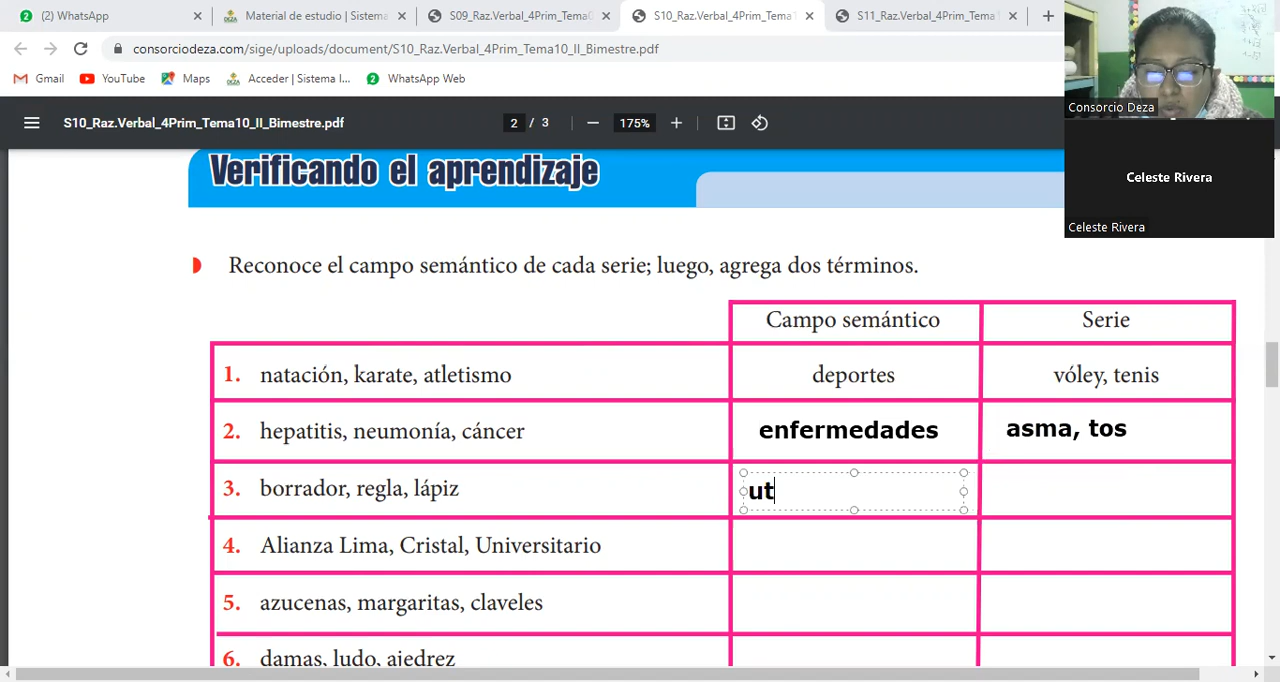 (2) WhatsApp
Material de estudio | Sistema
S09_Raz.Verbal_4Prim_Tema0
S10_Raz.Verbal_4Prim_Tema1
S11_Raz.Verbal_4Prim_Tema1
consorciodeza.com/sige/uploads/document/S10_Raz.Verbal_4Prim_Tema10_II_Bimestre.pdf
Gmail
YouTube
Maps
Acceder | Sistema I...
WhatsApp Web
Consorcio Deza
S10_Raz.Verbal_4Prim_Tema10_II_Bimestre.pdf
2 / 3
175%
Celeste Rivera
Celeste Rivera
Verificando el aprendizaje
Reconoce el campo semántico de cada serie; luego, agrega dos términos.
Campo semántico Serie
1. natación, karate, atletismo deportes vóley, tenis
2. hepatitis, neumonía, cáncer enfermedades asma, tos
3. borrador, regla, lápiz ut
4. Alianza Lima, Cristal, Universitario
5. azucenas, margaritas, claveles
6. damas, ludo, ajedrez